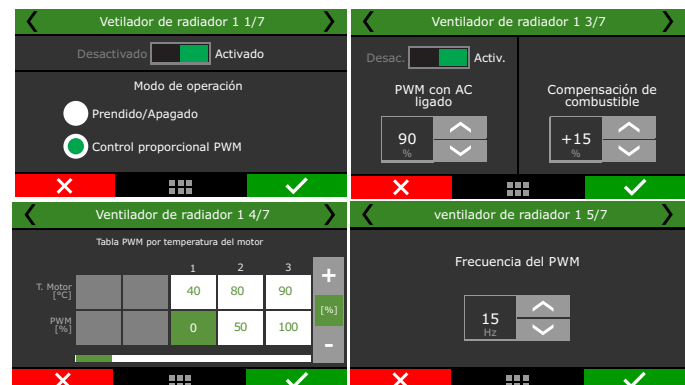 Vetilador de radiador 1 1/7
Desactivado Activado
Modo de operación
Prendido/Apagado
Control proporcional PWM
Ventilador de radiador 1 3/7
Desac. Activ.
PWM con AC
ligado
90
%
Compensación de
combustible
+15
%
Ventilador de radiador 1 4/7
Tabla PWM por temperatura del motor
1 2 3
T. Motor
[°C]
40 80 90
PWM
[%]
0 50 100
+
[%]
-
ventilador de radiador 1 5/7
Frecuencia del PWM
15
Hz